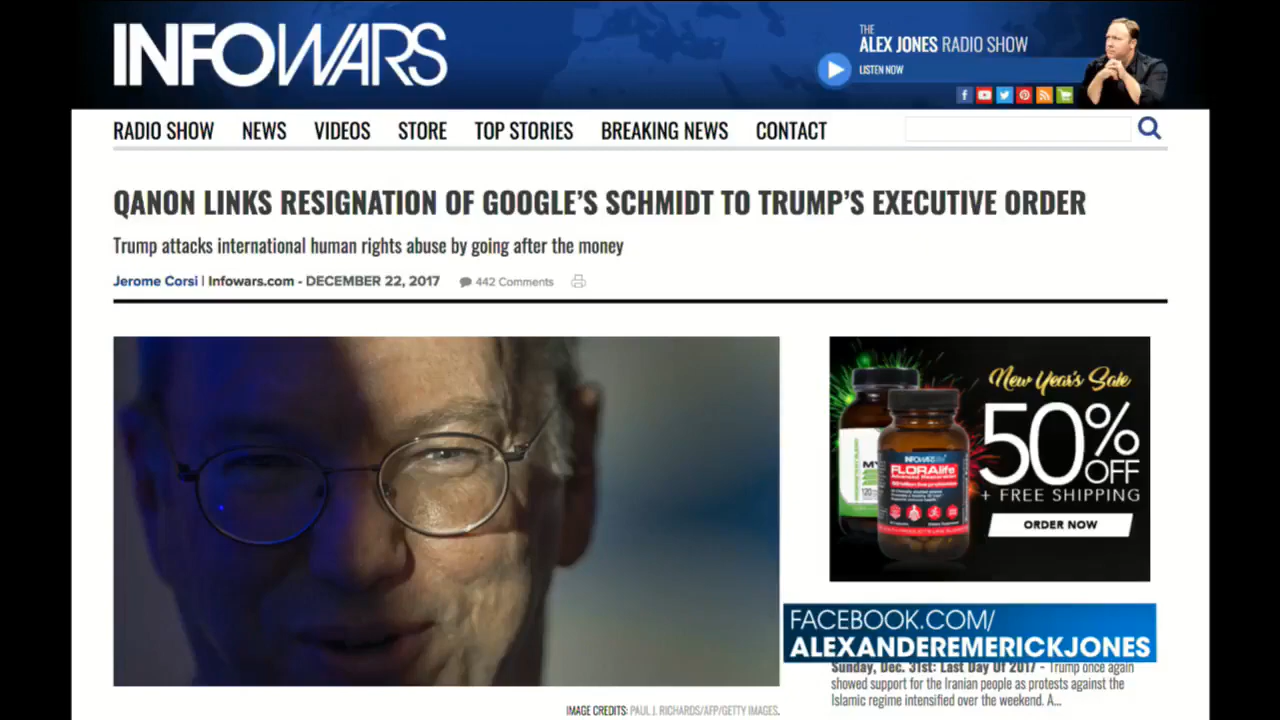 INFOWARS
THE
ALEX JONES RADIO SHOW
LISTEN NOW
RADIO SHOW NEWS VIDEOS STORE TOP STORIES BREAKING NEWS CONTACT
QANON LINKS RESIGNATION OF GOOGLE'S SCHMIDT TO TRUMP'S EXECUTIVE ORDER
Trump attacks international human rights abuse by going after the money
Jerome Corsi | Infowars.com - DECEMBER 22, 2017 442 Comments
New Year's Sale
50% OFF
+ FREE SHIPPING
ORDER NOW
INFOWARS
FLORAlife
MY
FACEBOOK.COM/
ALEXANDEREMERICKJONES
Sunday, Dec. 31st: Last Day Of 2017 - Trump once again
showed support for the Iranian people as protests against the
Islamic regime intensified over the weekend. A...
IMAGE CREDITS: PAUL J. RICHARDS/AFP/GETTY IMAGES.